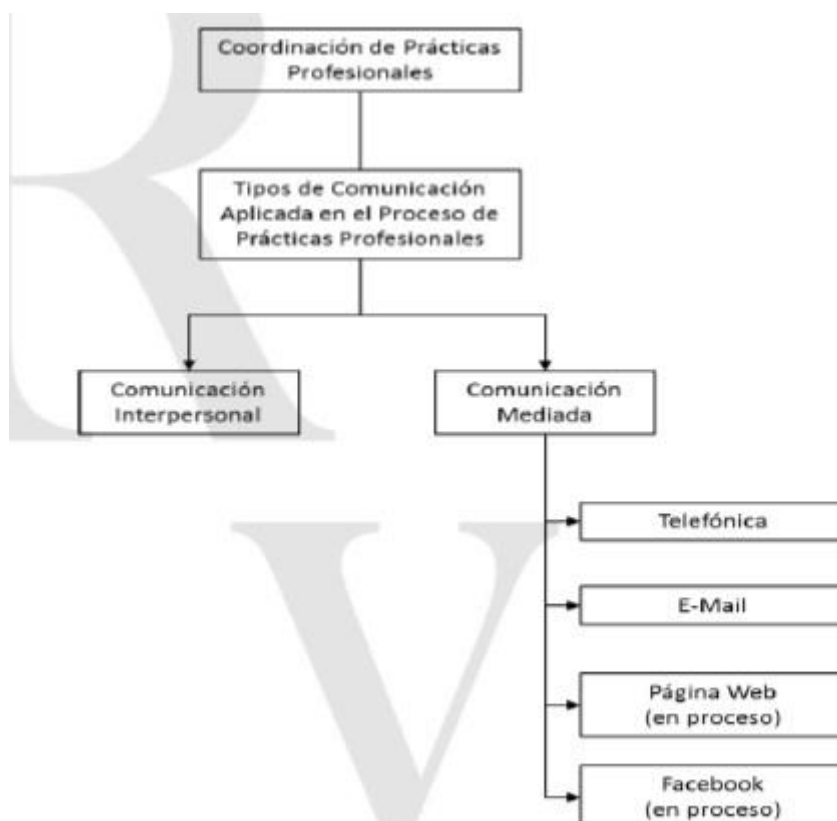 Coordinación de Prácticas
Profesionales
Tipos de Comunicación
Aplicada en el Proceso de
Prácticas Profesionales
Comunicación
Interpersonal
Comunicación
Mediada
Telefónica
E-Mail
Página Web
(en proceso)
Facebook
(en proceso)